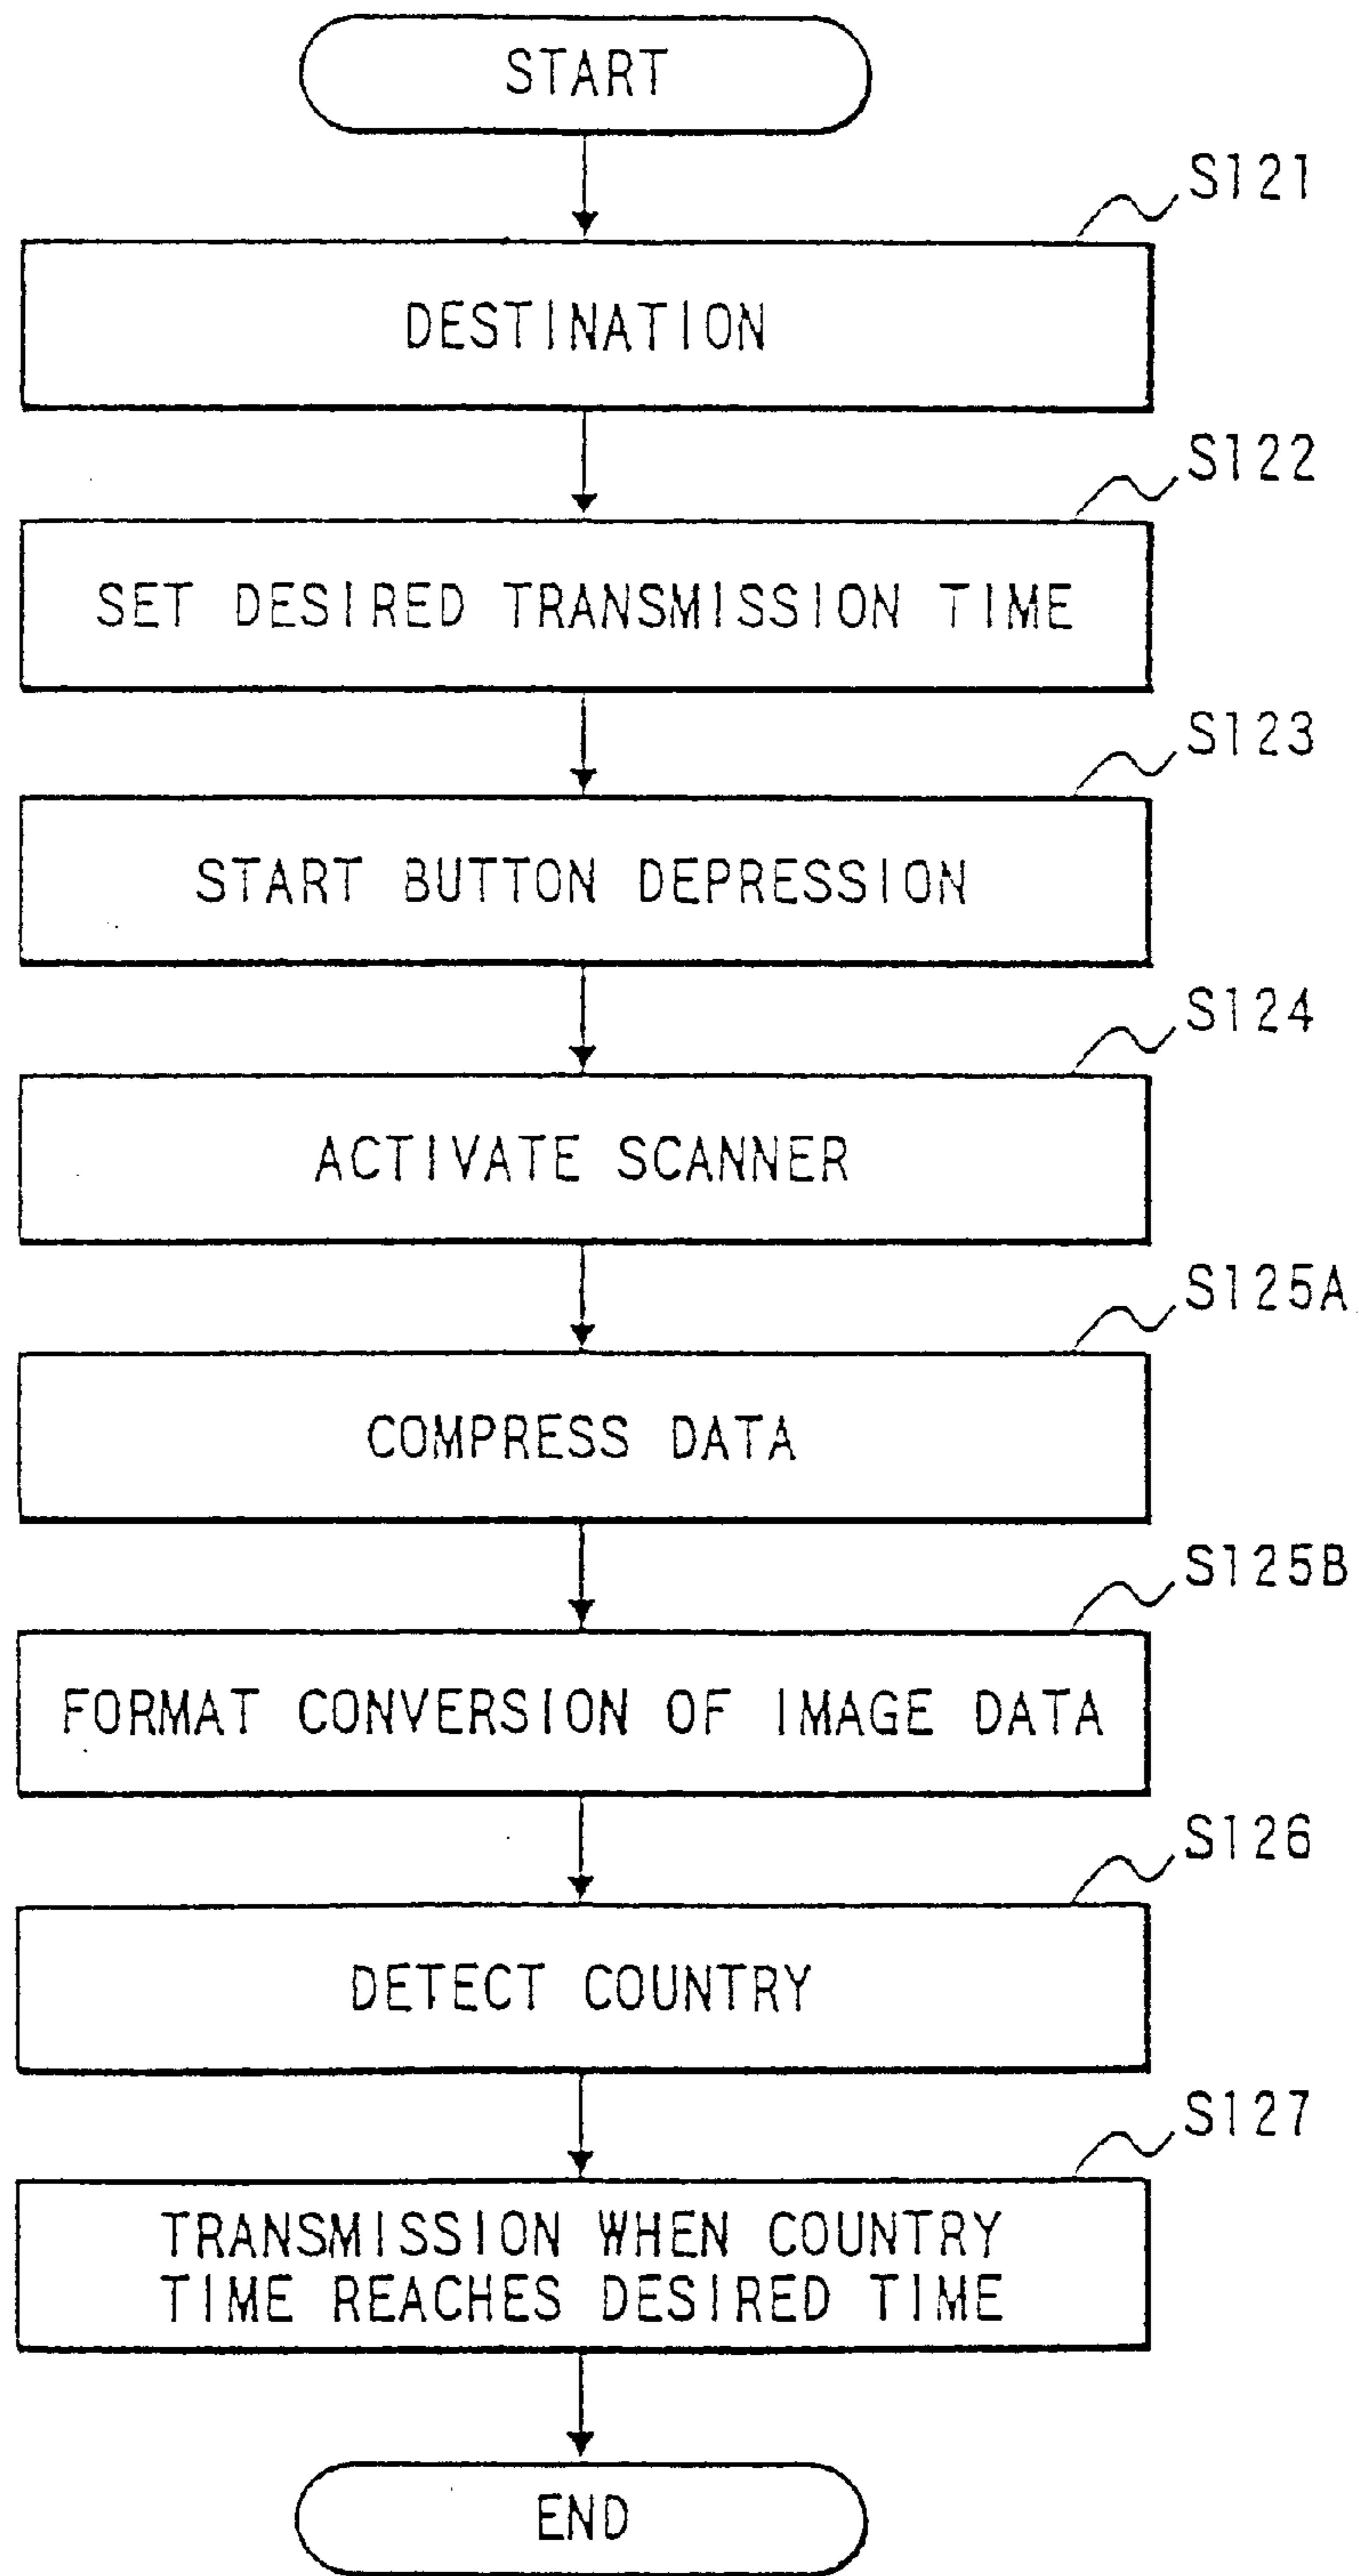 START
S121
DESTINATION
S122
SET DESIRED TRANSMISSION TIME
S123
START BUTTON DEPRESSION
S124
ACTIVATE SCANNER
S125A
COMPRESS DATA
S125B
FORMAT CONVERSION OF IMAGE DATA
S126
DETECT COUNTRY
S127
TRANSMISSION WHEN COUNTRY
TIME REACHES DESIRED TIME
END